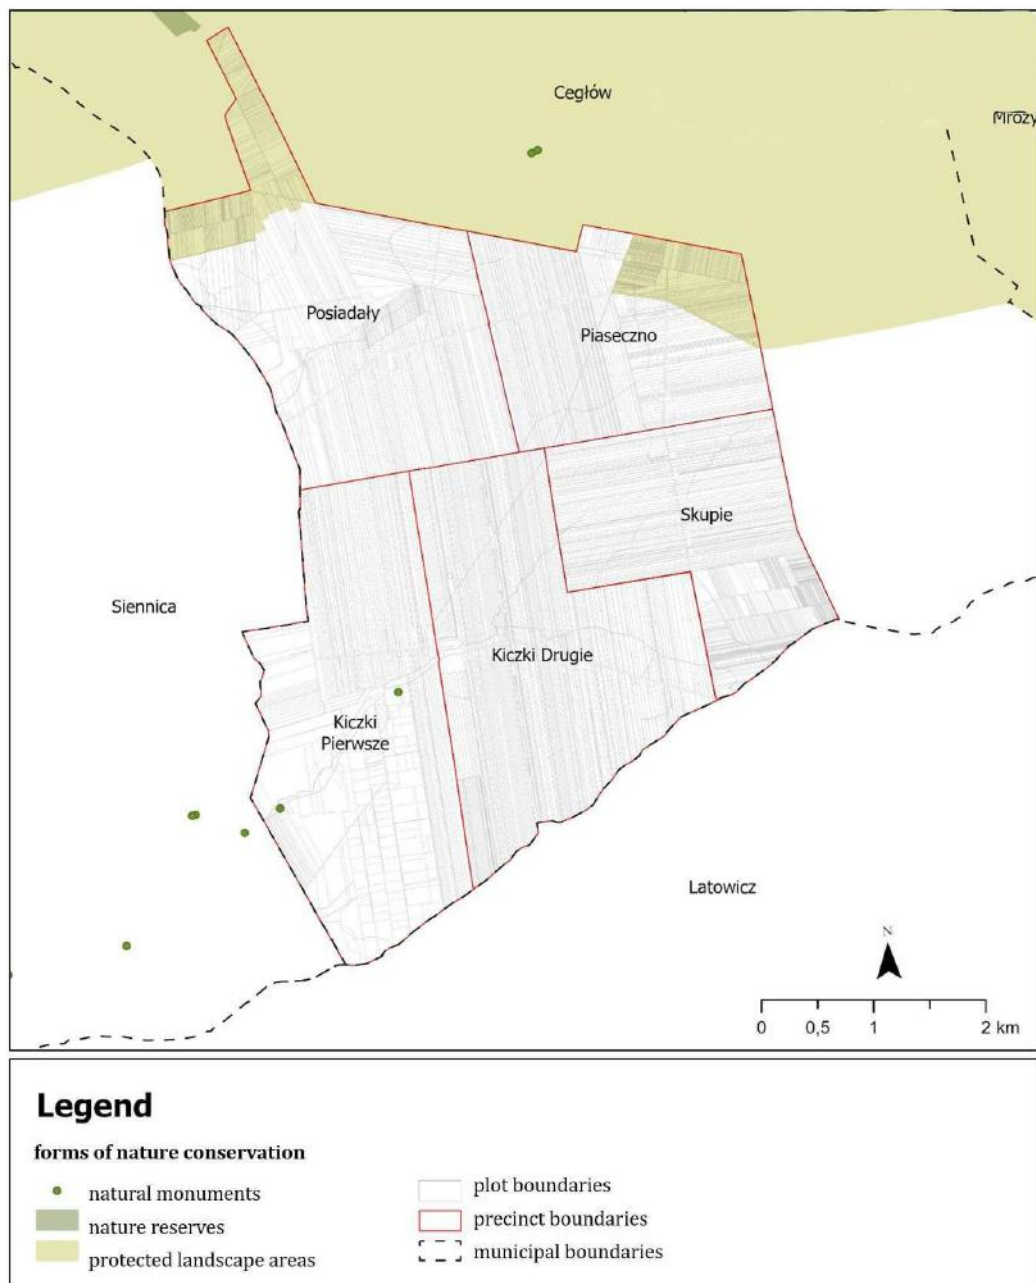 Cegłów
Mrozy
Posiadały
Piaseczno
Skupie
Siennica
Kiczki Drugie
Kiczki
Pierwsze
Latowicz
N
0 0,5 1 2 km
Legend
forms of nature conservation
natural monuments
nature reserves
protected landscape areas
plot boundaries
precinct boundaries
municipal boundaries